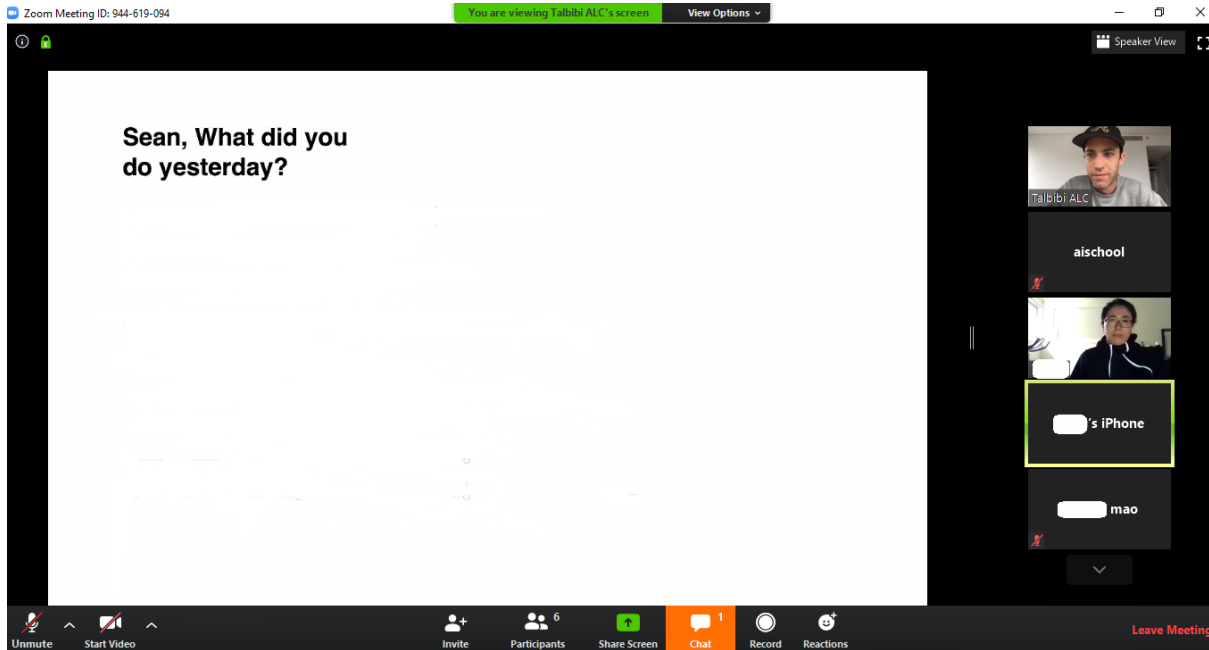 Zoom Meeting ID: 944-619-094
You are viewing Talbibi ALC's screen
View Options
Speaker View
Sean, What did you
do yesterday?
Talbibi ALC
aischool
's iPhone
mao
Unmute
Start Video
Invite
Participants
6
Share Screen
Chat
1
Record
Reactions
Leave Meeting